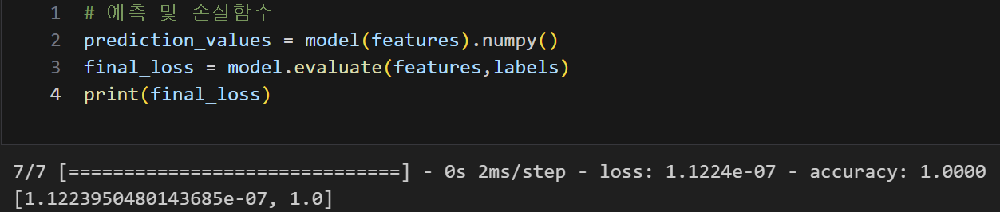 1 # 예측 및 손실함수
2 prediction_values = model(features).numpy()
3 final_loss = model.evaluate(features,labels)
4 print(final_loss)
7/7 [==============================] - 0s 2ms/step - loss: 1.1224e-07 - accuracy: 1.0000
[1.1223950480143685e-07, 1.0]